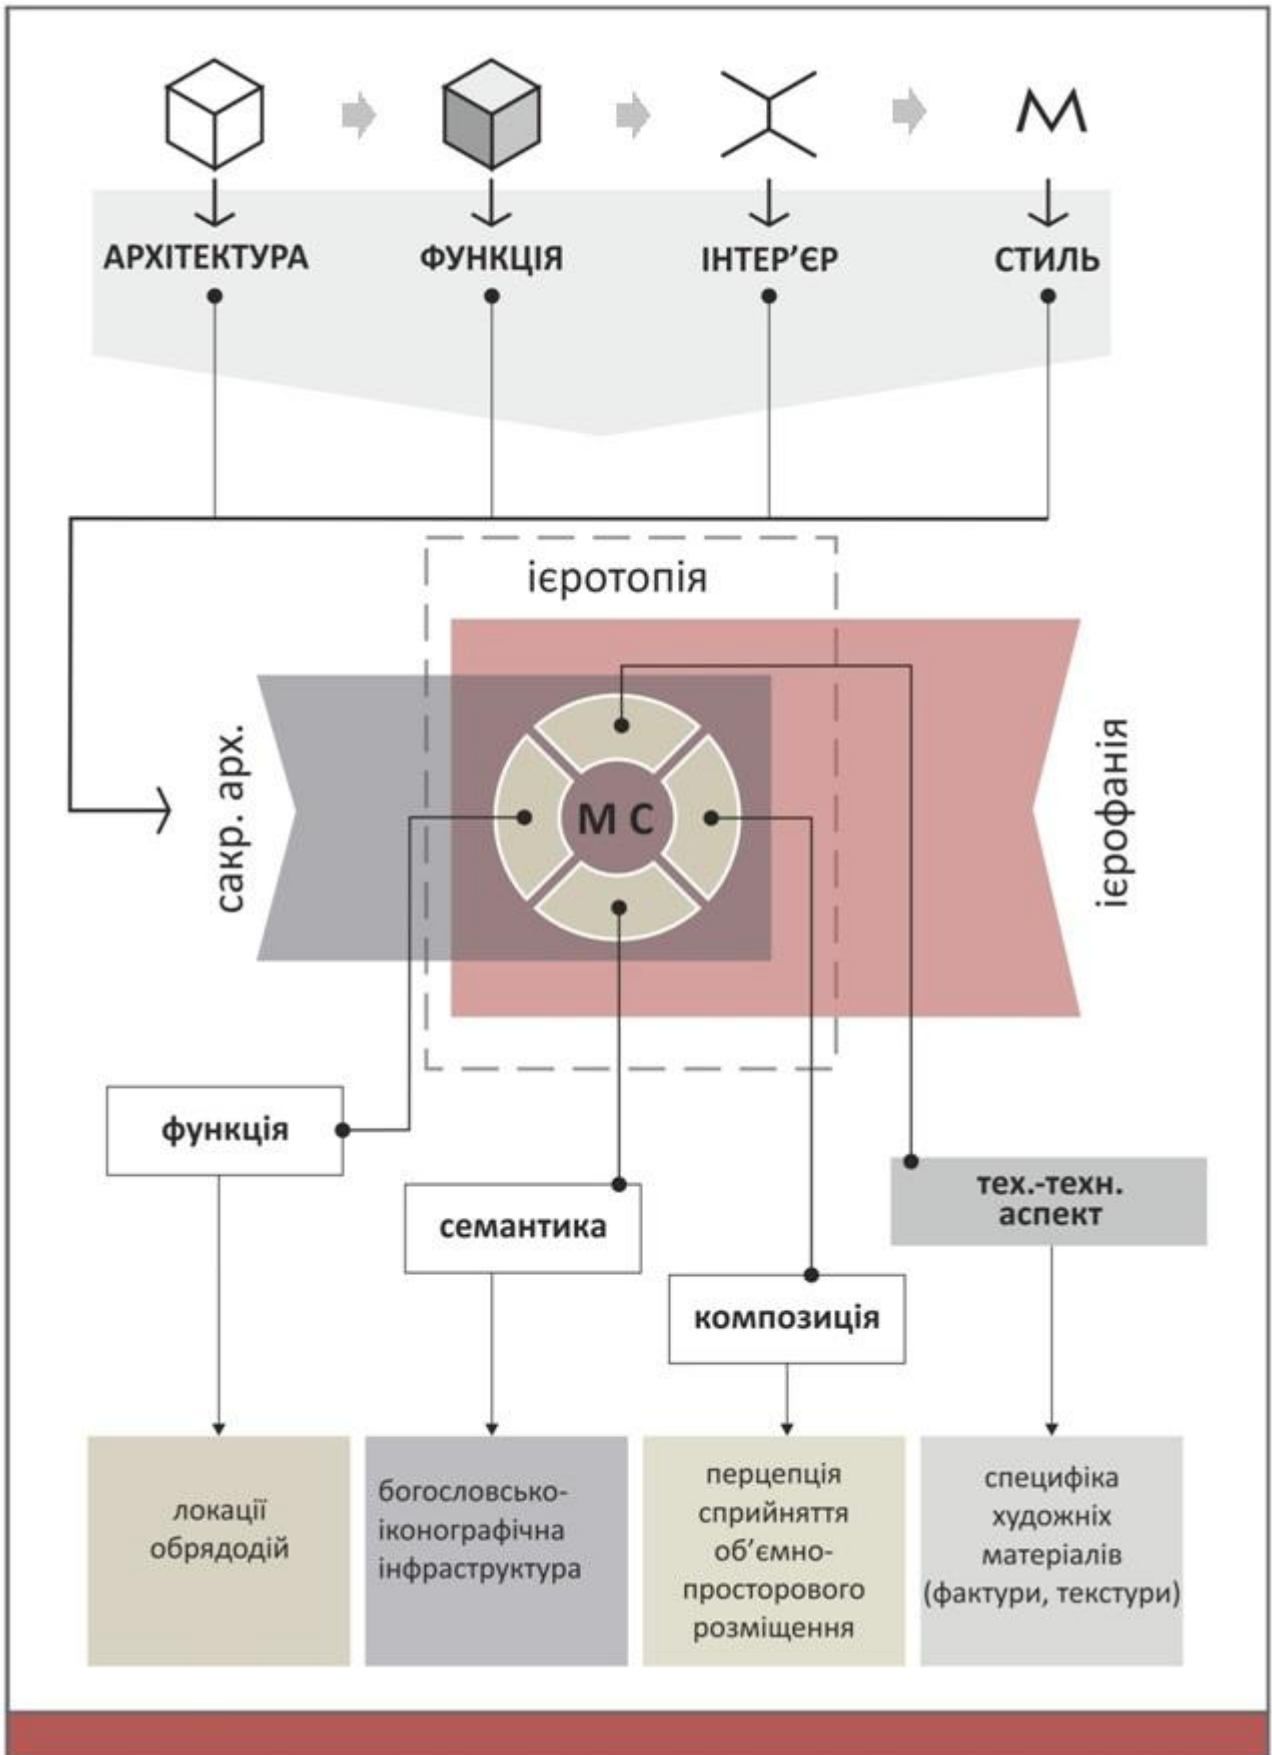 АРХІТЕКТУРА
ФУНКЦІЯ
ІНТЕР’ЄР
СТИЛЬ
ієротопія
сакр. арх.
М С
ієрофанія
функція
семантика
композиція
тех.-техн.
аспект
локації
обрядодій
богословсько-
іконографічна
інфраструктура
перцепція
сприйняття
об’ємно-
просторового
розміщення
специфіка
художніх
матеріалів
(фактури, текстури)